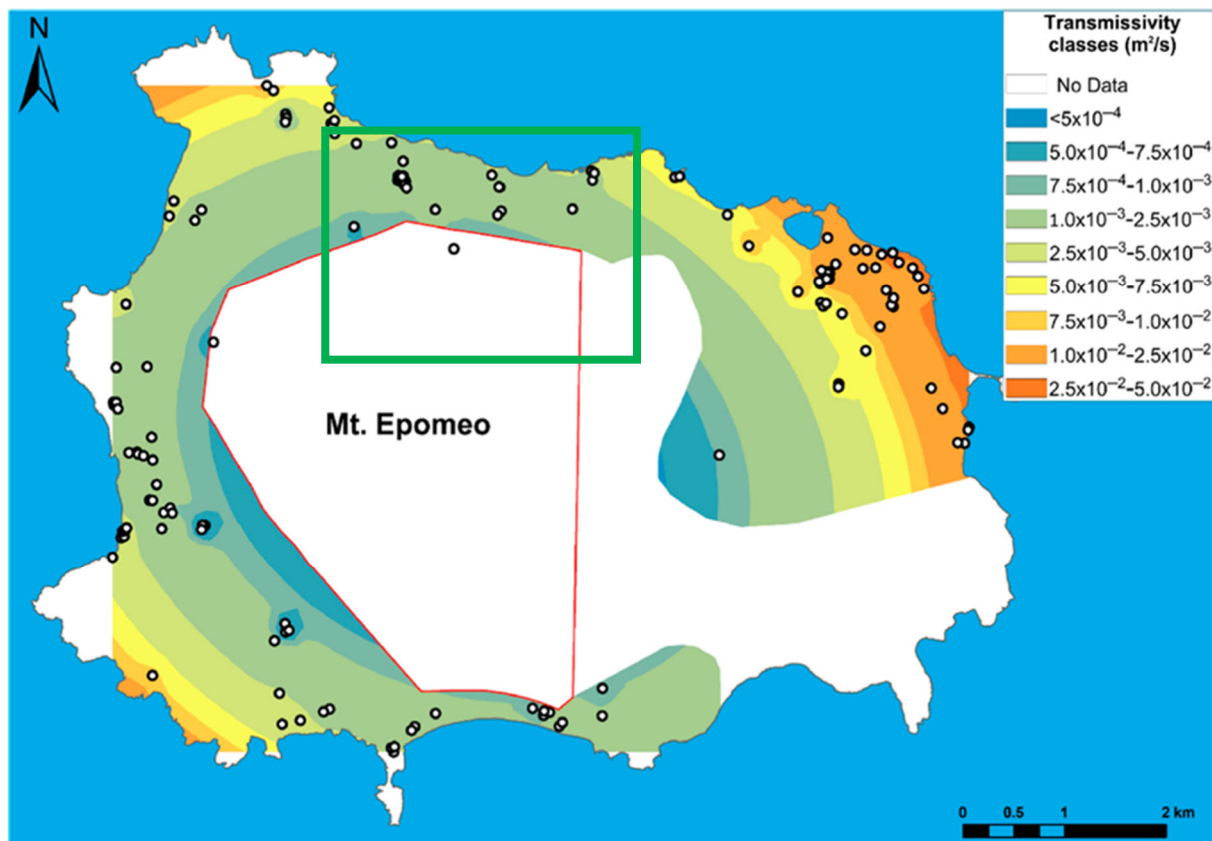 N
Transmissivity
classes (m²/s)
No Data
<5x10⁻⁴
5.0x10⁻⁴-7.5x10⁻⁴
7.5x10⁻⁴-1.0x10⁻³
1.0x10⁻³-2.5x10⁻³
2.5x10⁻³-5.0x10⁻³
5.0x10⁻³-7.5x10⁻³
7.5x10⁻³-1.0x10⁻²
1.0x10⁻²-2.5x10⁻²
2.5x10⁻²-5.0x10⁻²
Mt. Epomeo
0 0.5 1 2 km